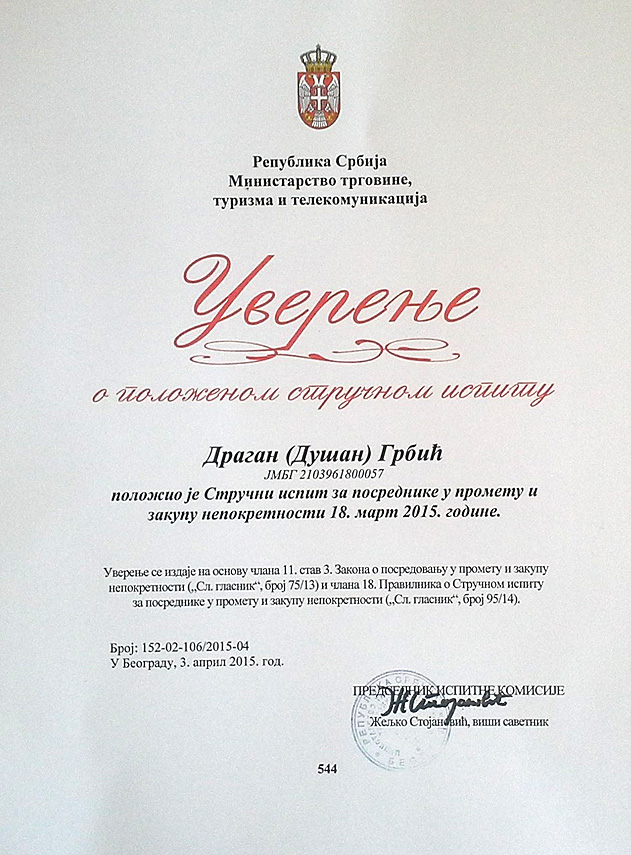 Република Србија
Министарство трговине,
туризма и телекомуникација
Уверење
о положеном стручном испиту
Драган (Душан) Грбић
ЈМБГ 2103961800057
положио је Стручни испит за посреднике у промету и
закупу непокретности 18. март 2015. године.
Уверење се издаје на основу члана 11. став 3. Закона о посредовању у промету и закупу
непокретности („Сл. гласник“, број 75/13) и члана 18. Правилника о Стручном испиту
за посреднике у промету и закупу непокретности („Сл. гласник“, број 95/14).
Број: 152-02-106/2015-04
У Београду, 3. април 2015. год.
ПРЕДСЕДНИК ИСПИТНЕ КОМИСИЈЕ
Жељко Стојановић, виши саветник
544